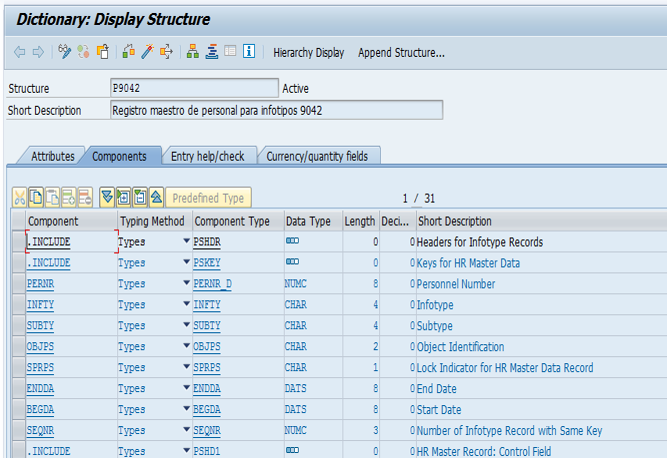 Dictionary: Display Structure
Hierarchy Display Append Structure...
Structure P9042 Active
Short Description Registro maestro de personal para infotipos 9042
Attributes Components Entry help/check Currency/quantity fields
Predefined Type 1 / 31
Component Typing Method Component Type Data Type Length Deci... Short Description
.INCLUDE Types PSHDR 0 0 Headers for Infotype Records
.INCLUDE Types PSKEY 0 0 Keys for HR Master Data
PERNR Types PERNR_D NUMC 8 0 Personnel Number
INFTY Types INFTY CHAR 4 0 Infotype
SUBTY Types SUBTY CHAR 4 0 Subtype
OBJPS Types OBJPS CHAR 2 0 Object Identification
SPRPS Types SPRPS CHAR 1 0 Lock Indicator for HR Master Data Record
ENDDA Types ENDDA DATS 8 0 End Date
BEGDA Types BEGDA DATS 8 0 Start Date
SEQNR Types SEQNR NUMC 3 0 Number of Infotype Record with Same Key
.INCLUDE Types PSHD1 0 0 HR Master Record: Control Field